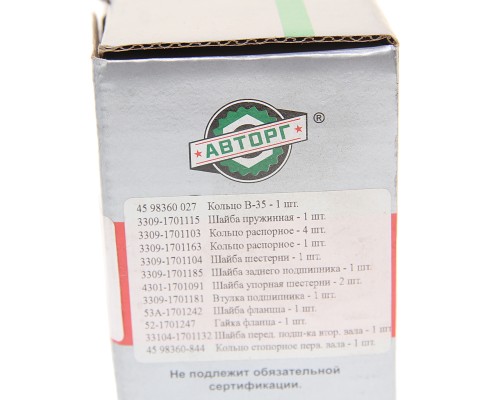 АВТОРГ ®
45 98360 027 Кольцо В-35 - 1 шт.
3309-1701115 Шайба пружинная - 1 шт.
3309-1701103 Кольцо распорное - 4 шт.
3309-1701163 Кольцо распорное - 1 шт.
3309-1701104 Шайба шестерни - 1 шт.
3309-1701185 Шайба заднего подшипника - 1 шт.
4301-1701091 Шайба упорная шестерни - 2 шт.
3309-1701181 Втулка подшипника - 1 шт.
53А-1701242 Шайба фланцца - 1 шт.
52-1701247 Гайка фланца - 1 шт.
33104-1701132 Шайба перед. подш-ка втор. вала - 1 шт.
45 98360-844 Кольцо стопорное перв. вала - 1 шт.
Не подлежит обязательной
сертификации.